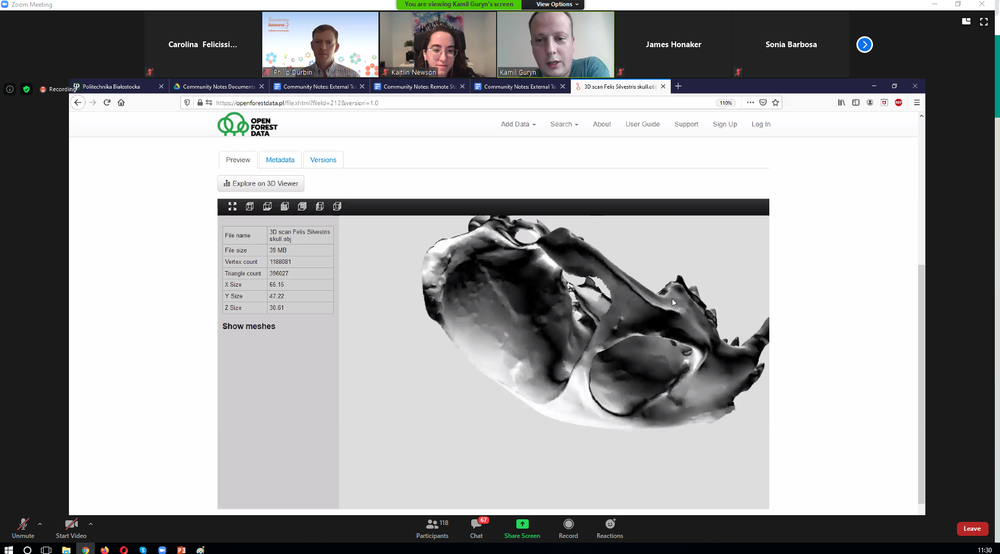 Zoom Meeting
You are viewing Kamil Guryn's screen
View Options
Carolina Felicissi...
Dataverse
Philip Durbin
Kaitlin Newson
Kamil Guryn
James Honaker
Sonia Barbosa
Recording
Politechnika Białostocka
Community Notes Documents
Community Notes: External To
Community Notes: Remote Sto
Community Notes: External To
3D scan Felis Silvestris skull.obj
https://openforestdata.pl/file.xhtml?fileId=212&version=1.0
110%
ABP
OPEN
FOREST
DATA
Add Data
Search
About
User Guide
Support
Sign Up
Log In
Preview
Metadata
Versions
Explore on 3D Viewer
File name 3D scan Felis Silvestris
skull.obj
File size 39 MB
Vertex count 1188081
Triangle count 396027
X Size 65.15
Y Size 47.22
Z Size 30.61
Show meshes
Unmute
Start Video
118
Participants
67
Chat
Share Screen
Record
Reactions
Leave
11:30